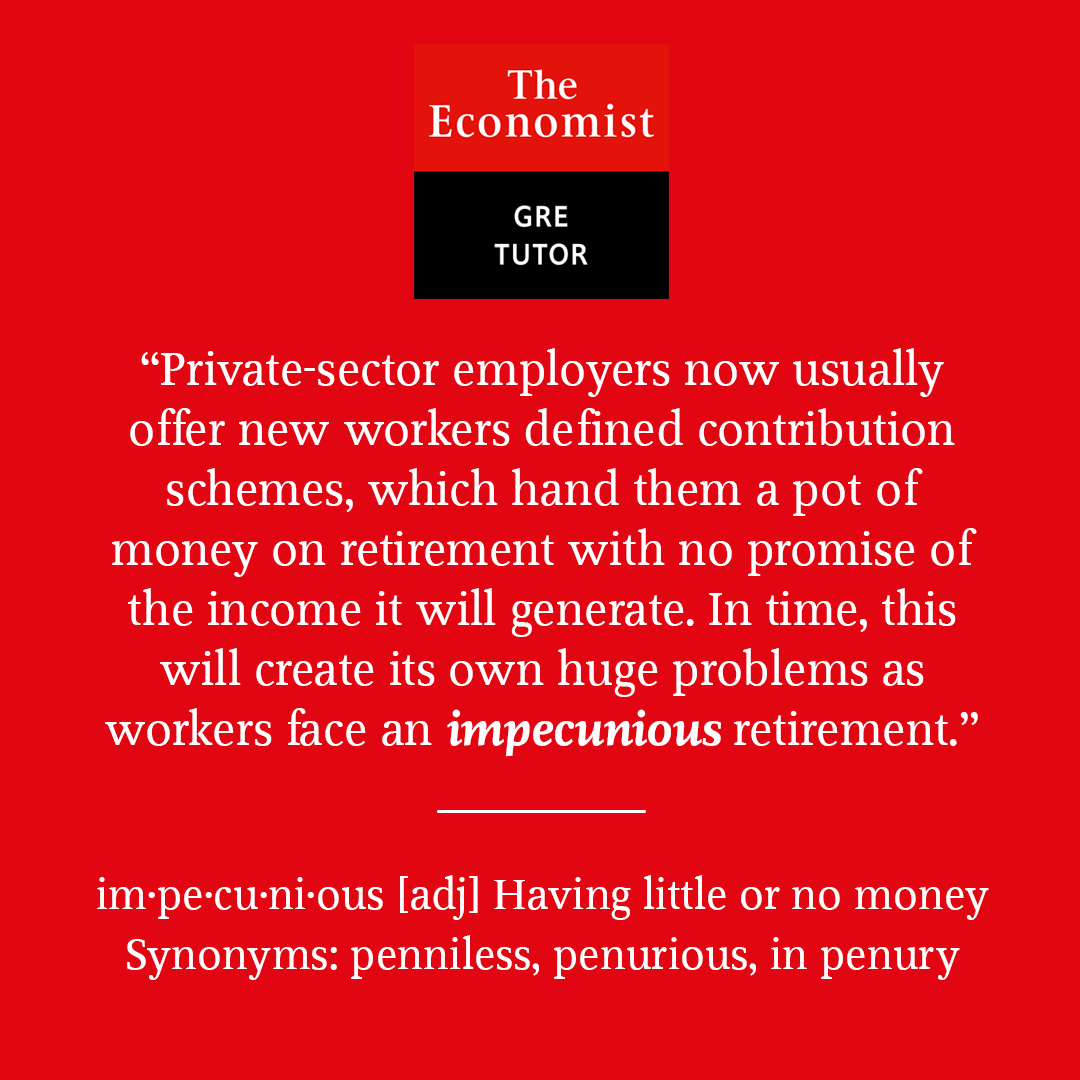 The
Economist
GRE
TUTOR
“Private-sector employers now usually
offer new workers defined contribution
schemes, which hand them a pot of
money on retirement with no promise of
the income it will generate. In time, this
will create its own huge problems as
workers face an impecunious retirement.”
im·pe·cu·ni·ous [adj] Having little or no money
Synonyms: penniless, penurious, in penury